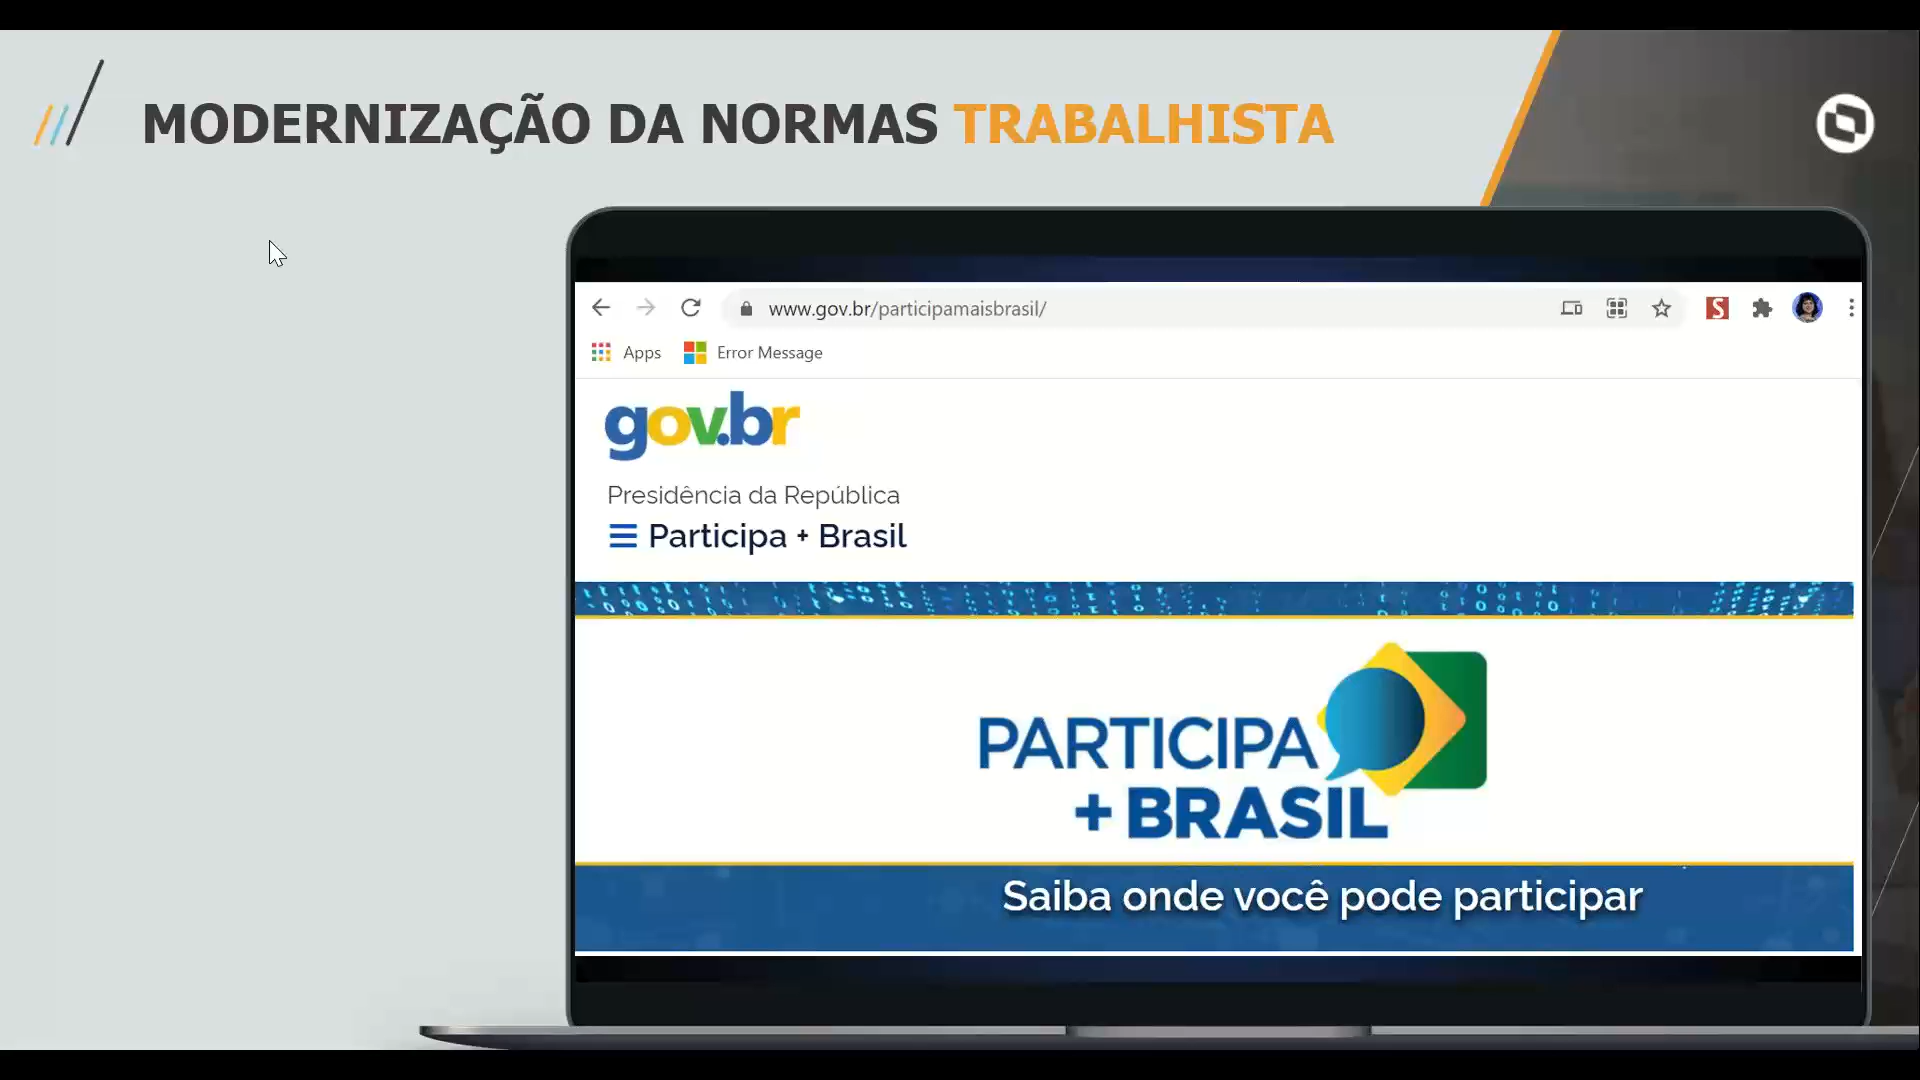 MODERNIZAÇÃO DA NORMAS TRABALHISTA
www.gov.br/participamaisbrasil/
S
Apps
Error Message
gov.br
Presidência da República
Participa + Brasil
PARTICIPA
+ BRASIL
Saiba onde você pode participar